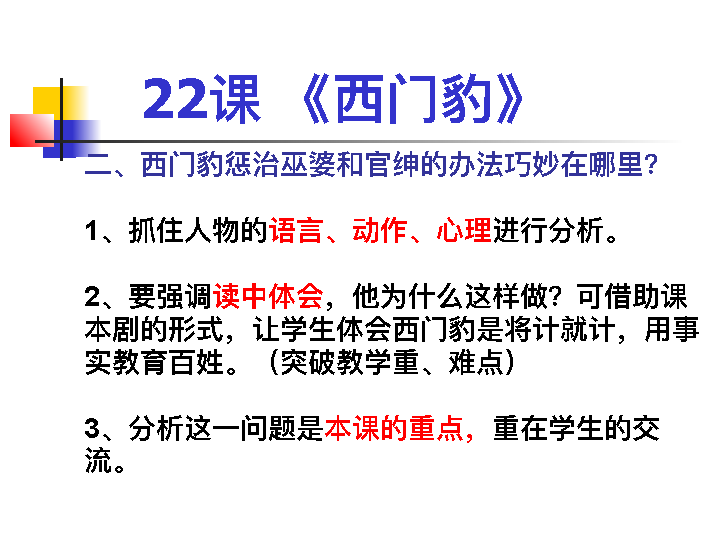 22课 《西门豹》
二、西门豹惩治巫婆和官绅的办法巧妙在哪里？
1、抓住人物的语言、动作、心理进行分析。
2、要强调读中体会，他为什么这样做？可借助课
本剧的形式，让学生体会西门豹是将计就计，用事
实教育百姓。（突破教学重、难点）
3、分析这一问题是本课的重点，重在学生的交
流。